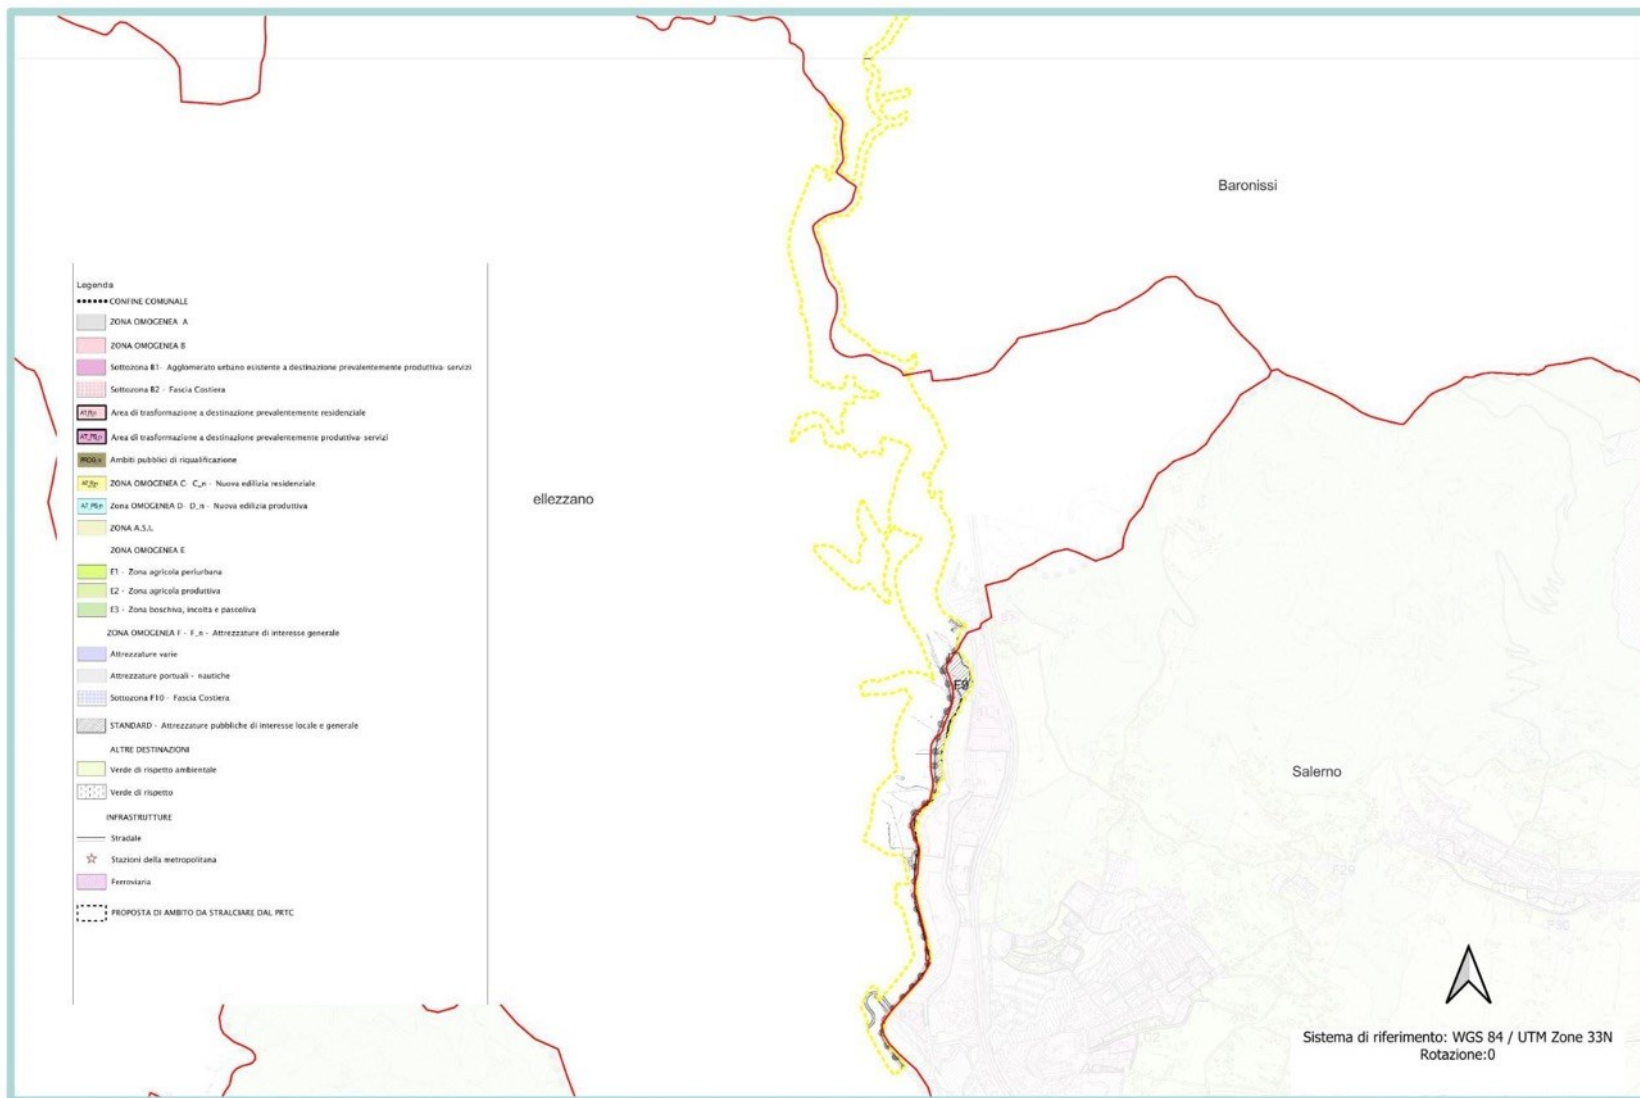 Baronissi
Legenda
CONFINE COMUNALE
ZONA OMOGENEA A
ZONA OMOGENEA B
Sottozona B1- Agglomerato urbano esistente a destinazione prevalentemente produttiva- servizi
Sottozona B2 - Fascia Costiera
Area di trasformazione a destinazione prevalentemente residenziale
Area di trasformazione a destinazione prevalentemente produttiva- servizi
Ambiti pubblici di riqualificazione
ZONA OMOGENEA C- C_n - Nuova edilizia residenziale
Zona OMOGENEA D- D_n - Nuova edilizia produttiva
ZONA A.S.I.
ZONA OMOGENEA E
E1 - Zona agricola periurbana
E2 - Zona agricola produttiva
E3 - Zona boschiva, incolta e pascoliva
ZONA OMOGENEA F - F_n - Attrezzature di interesse generale
Attrezzature varie
Attrezzature portuali - nautiche
Sottozona F10 - Fascia Costiera
STANDARD - Attrezzature pubbliche di interesse locale e generale
ALTRE DESTINAZIONI
Verde di rispetto ambientale
Verde di rispetto
INFRASTRUTTURE
Stradale
Stazioni della metropolitana
Ferroviaria
PROPOSTA DI AMBITO DA STRALCIARE DAL PRTC
ellezzano
Salerno
F29
F30
C2
Sistema di riferimento: WGS 84 / UTM Zone 33N
Rotazione:0